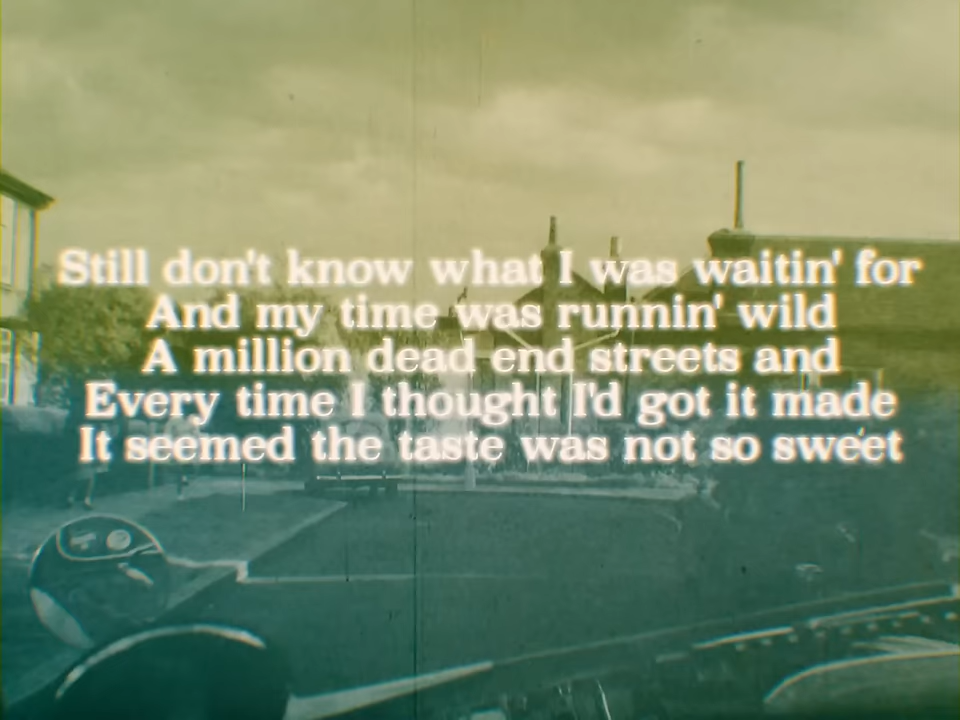 Still don't know what I was waitin' for
And my time was runnin' wild
A million dead end streets and
Every time I thought I'd got it made
It seemed the taste was not so sweet